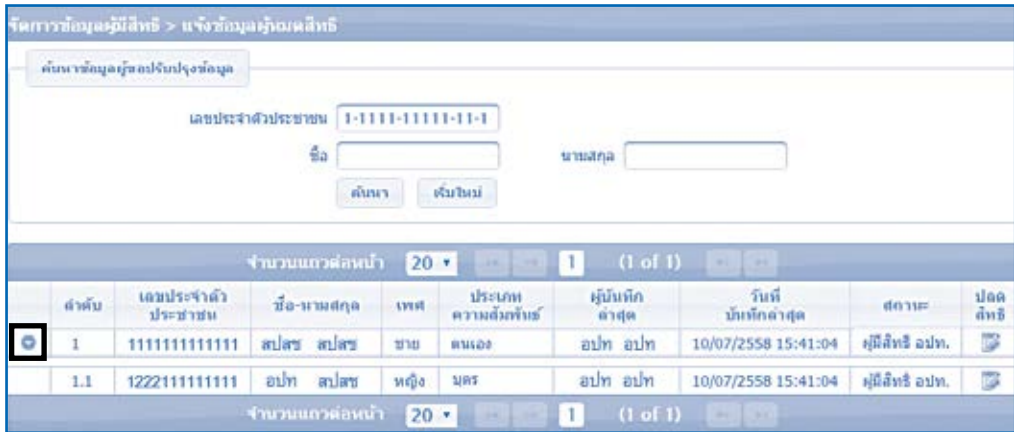 จัดการข้อมูลผู้มีสิทธิ > แจ้งข้อมูลผู้หมดสิทธิ
ค้นหาข้อมูลผู้ขอปรับปรุงข้อมูล
เลขประจำตัวประชาชน 1-1111-11111-11-1
ชื่อ นามสกุล
ค้นหา เริ่มใหม่
จำนวนแถวต่อหน้า 20 1 (1 of 1)
ลำดับ เลขประจำตัวประชาชน ชื่อ-นามสกุล เพศ ประเภทความสัมพันธ์ ผู้บันทึกล่าสุด วันที่บันทึกล่าสุด สถานะ ปลดสิทธิ
1 1111111111111 สปสช สปสช ชาย ตนเอง อปท อปท 10/07/2558 15:41:04 ผู้มีสิทธิ อปท.
1.1 1222111111111 อปท สปสช หญิง บุตร อปท อปท 10/07/2558 15:41:04 ผู้มีสิทธิ อปท.
จำนวนแถวต่อหน้า 20 1 (1 of 1)